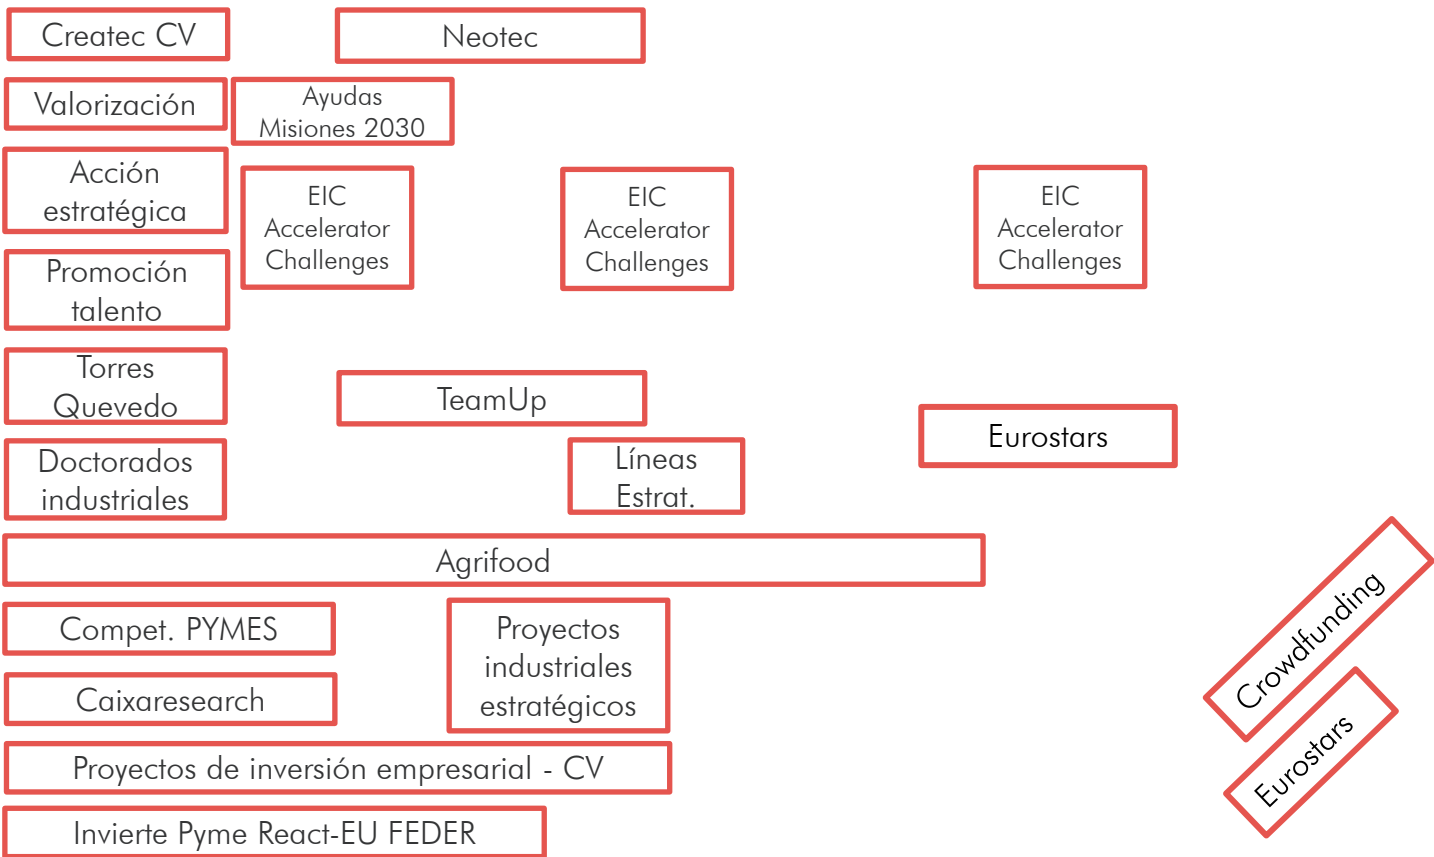 Createc CV
Neotec
Valorización
Ayudas
Misiones 2030
Acción
estratégica
EIC
Accelerator
Challenges
EIC
Accelerator
Challenges
EIC
Accelerator
Challenges
Promoción
talento
Torres
Quevedo
TeamUp
Eurostars
Doctorados
industriales
Líneas
Estrat.
Agrifood
Compet. PYMES
Proyectos
industriales
estratégicos
Crowdfunding
Caixaresearch
Eurostars
Proyectos de inversión empresarial - CV
Invierte Pyme React-EU FEDER